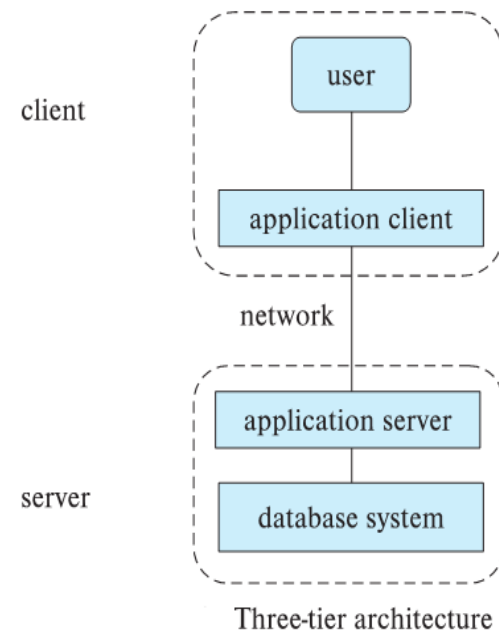 user
client
application client
network
application server
server
database system
Three-tier architecture